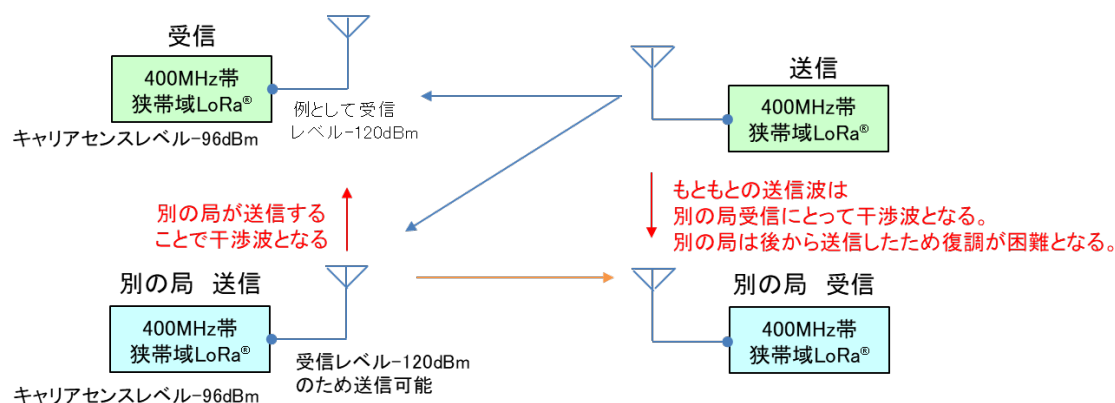 受信
400MHz帯
狭帯域LoRa®
キャリアセンスレベル-96dBm
例として受信
レベル-120dBm
送信
400MHz帯
狭帯域LoRa®
別の局が送信する
ことで干渉波となる
もともとの送信波は
別の局受信にとって干渉波となる。
別の局は後から送信したため復調が困難となる。
別の局 送信
400MHz帯
狭帯域LoRa®
キャリアセンスレベル-96dBm
受信レベル-120dBm
のため送信可能
別の局 受信
400MHz帯
狭帯域LoRa®